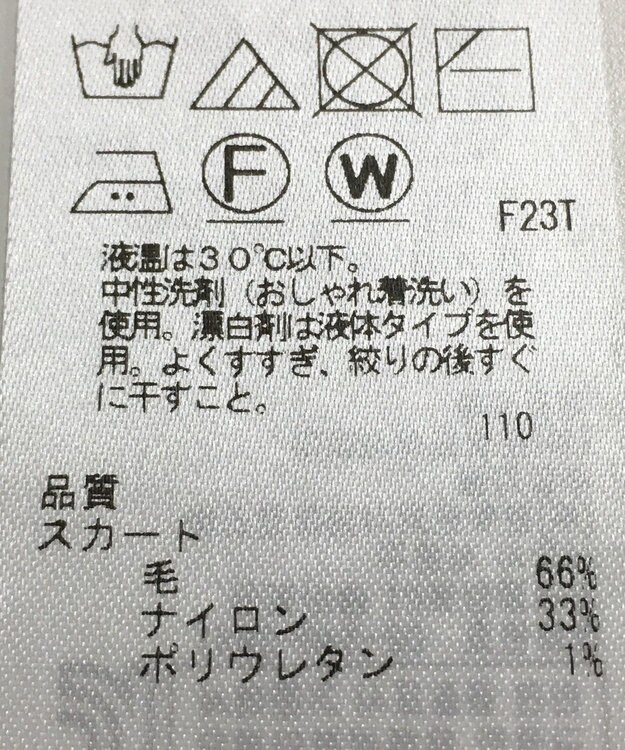 F W
F23T
液温は30℃以下。
中性洗剤（おしゃれ着洗い）を
使用。漂白剤は液体タイプを使
用。よくすすぎ、絞りの後すぐ
に干すこと。
110
品質
スカート
毛 66%
ナイロン 33%
ポリウレタン 1%